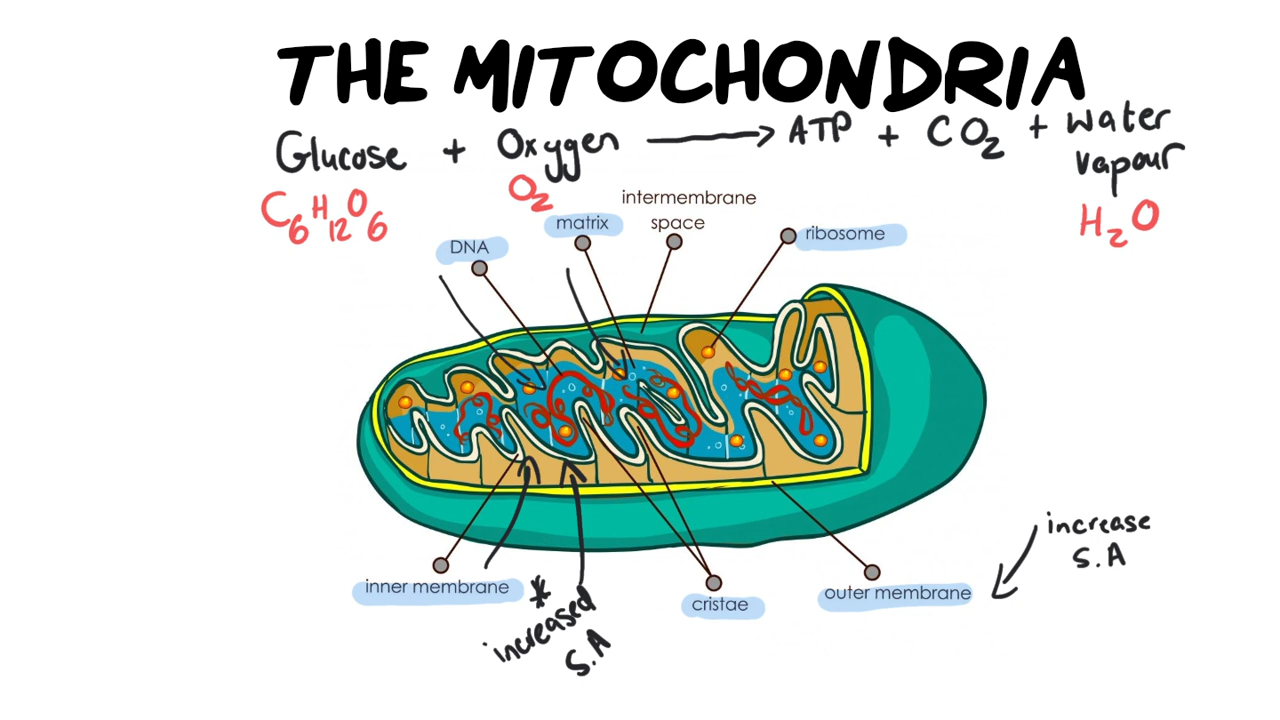 THE MITOCHONDRIA
Glucose + Oxygen → ATP + CO₂ + Water
vapour
C₆H₁₂O₆ O₂ H₂O
intermembrane
space
matrix
ribosome
DNA
increase
S.A
inner membrane *
cristae
outer membrane
increased
S.A